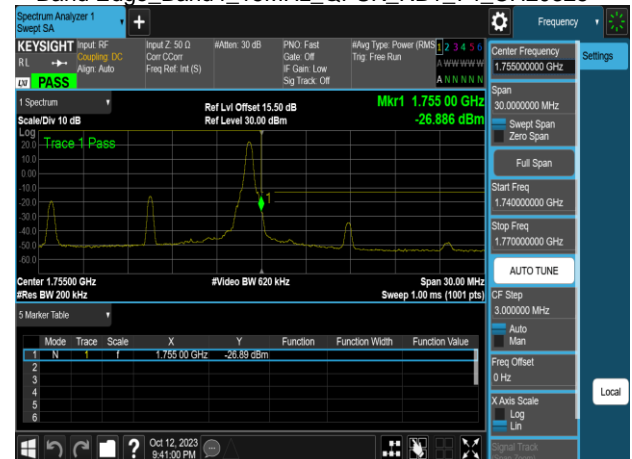 Spectrum Analyzer 1
Swept SA
Frequency
KEYSIGHT
RL
PASS
Input: RF
Coupling: DC
Align: Auto
Input Z: 50 Ω
Corr CCorr
Freq Ref: Int (S)
#Atten: 30 dB
PNO: Fast
Gate: Off
IF Gain: Low
Sig Track: Off
#Avg Type: Power (RMS
Trig: Free Run
1 2 3 4 5 6
A W W W W W
A N N N N N
1 Spectrum
Scale/Div 10 dB
Ref Lvl Offset 15.50 dB
Ref Level 30.00 dBm
Mkr1 1.755 00 GHz
-26.886 dBm
Log
Trace 1 Pass
20.0
10.0
0.00
-10.0
-20.0
-30.0
-40.0
-50.0
-60.0
1
Center 1.75500 GHz
#Res BW 200 kHz
#Video BW 620 kHz
Span 30.00 MHz
Sweep 1.00 ms (1001 pts)
5 Marker Table
Mode Trace Scale X Y Function Function Width Function Value
1 N 1 f 1.755 00 GHz -26.89 dBm
2
3
4
5
6
Oct 12, 2023
9:41:00 PM
Center Frequency
1.755000000 GHz
Span
30.0000000 MHz
Swept Span
Zero Span
Full Span
Start Freq
1.740000000 GHz
Stop Freq
1.770000000 GHz
AUTO TUNE
CF Step
3.000000 MHz
Auto
Man
Freq Offset
0 Hz
X Axis Scale
Log
Lin
Signal Track
Settings
Local